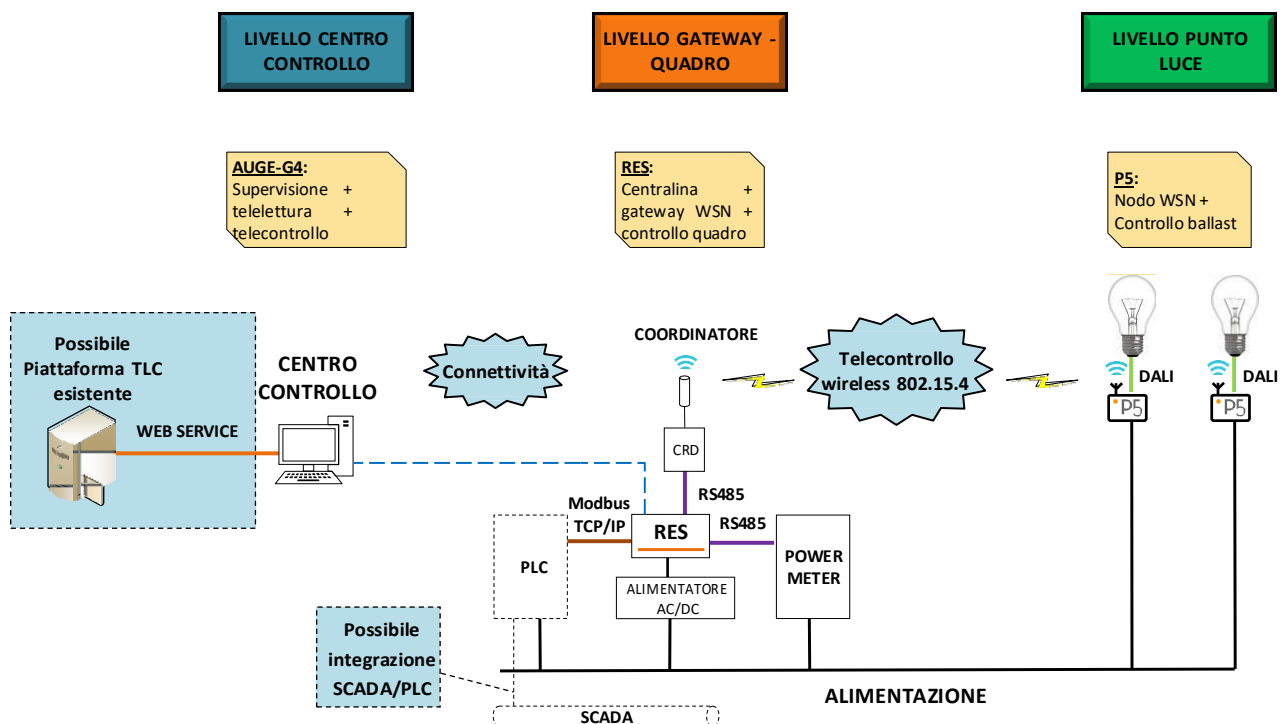 LIVELLO CENTRO
CONTROLLO
LIVELLO GATEWAY -
QUADRO
LIVELLO PUNTO
LUCE
AUGE-G4:
Supervisione +
telelettura +
telecontrollo
RES:
Centralina +
gateway WSN +
controllo quadro
P5:
Nodo WSN +
Controllo ballast
Possibile
Piattaforma TLC
esistente
WEB SERVICE
CENTRO
CONTROLLO
Connettività
COORDINATORE
CRD
Telecontrollo
wireless 802.15.4
DALI
DALI
P5
P5
RS485
Modbus
TCP/IP
RS485
RES
PLC
POWER
METER
ALIMENTATORE
AC/DC
Possibile
integrazione
SCADA/PLC
ALIMENTAZIONE
SCADA